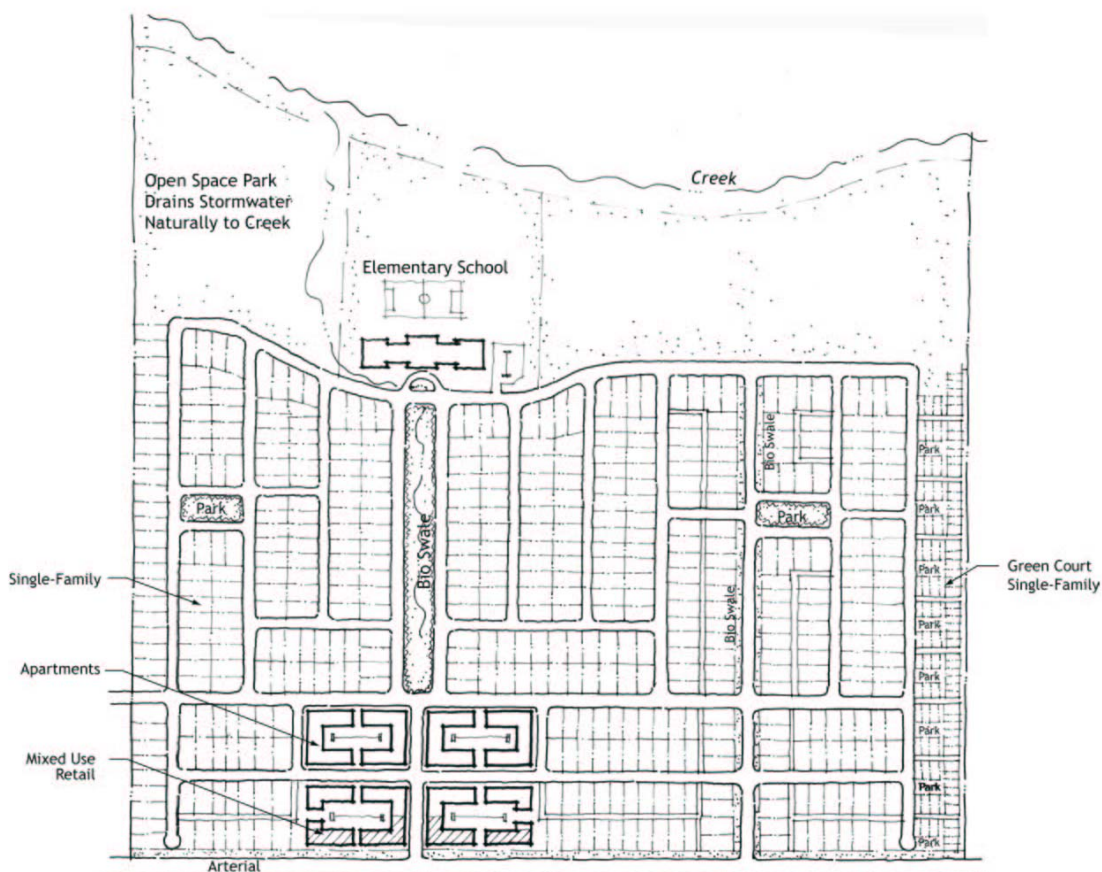 Creek
Open Space Park
Drains Stormwater
Naturally to Creek
Elementary School
Bio Swale
Park
Park
Park
Park
Bio Swale
Single-Family
Park
Green Court
Single-Family
Park
Bio Swale
Apartments
Park
Park
Mixed Use
Retail
Park
Park
Arterial